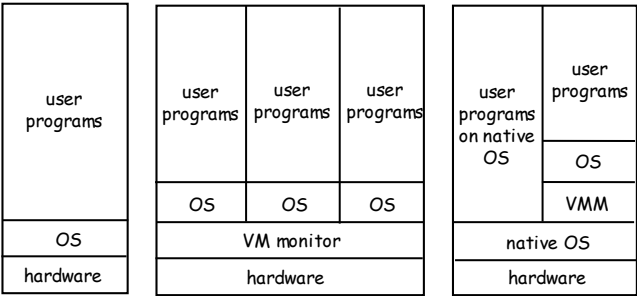 user
programs
OS
hardware
user
programs
user
programs
user
programs
OS
OS
OS
VM monitor
hardware
user
programs
on native
OS
user
programs
OS
VMM
native OS
hardware